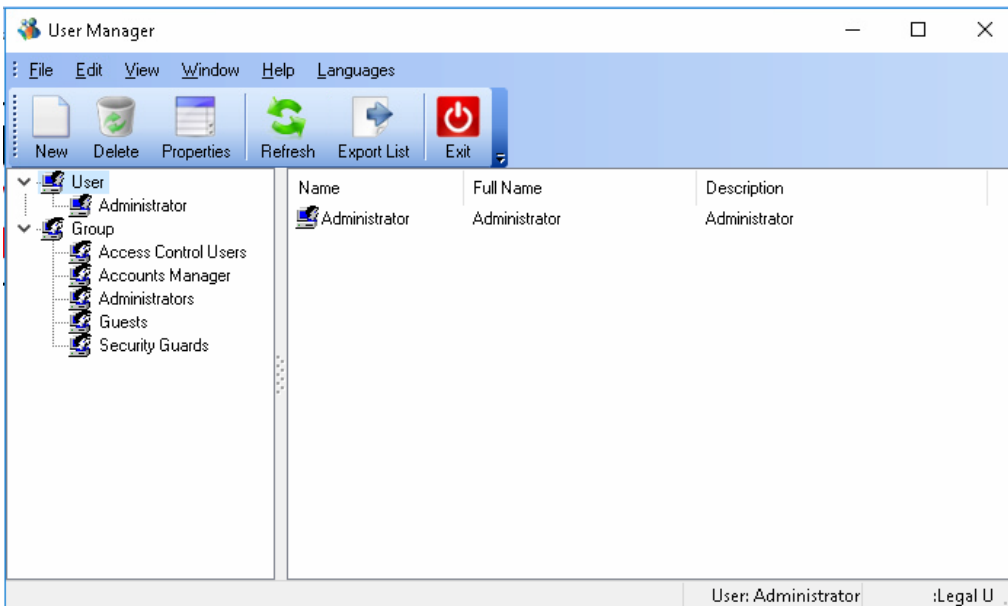 User Manager
File Edit View Window Help Languages
New Delete Properties Refresh Export List Exit
User
Administrator
Group
Access Control Users
Accounts Manager
Administrators
Guests
Security Guards
Name Full Name Description
Administrator Administrator Administrator
User: Administrator :Legal U